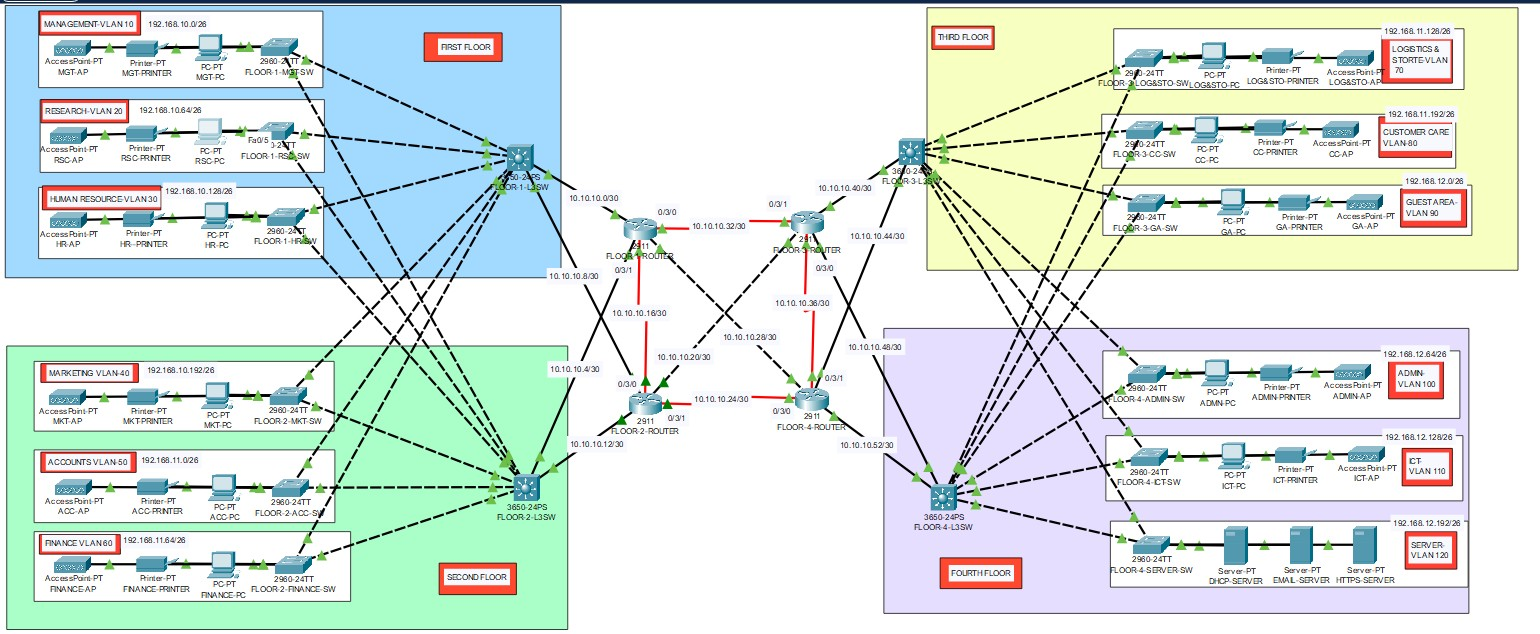 MANAGEMENT-VLAN 10
192.168.10.0/26
AccessPoint-PT
MGT-AP
Printer-PT
MGT-PRINTER
PC-PT
MGT-PC
2960-24TT
FLOOR-1-MGT-SW
FIRST FLOOR
RESEARCH-VLAN 20
192.168.10.64/26
AccessPoint-PT
RSC-AP
Printer-PT
RSC-PRINTER
PC-PT
RSC-PC
Fa0/5
FLOOR-1-RSC-SW
HUMAN RESOURCE-VLAN 30
192.168.10.128/26
AccessPoint-PT
HR-AP
Printer-PT
HR--PRINTER
PC-PT
HR-PC
2960-24TT
FLOOR-1-HR-SW
FLOOR-1-L3SW
MARKETING VLAN-40
192.168.10.192/26
AccessPoint-PT
MKT-AP
Printer-PT
MKT-PRINTER
PC-PT
MKT-PC
2960-24TT
FLOOR-2-MKT-SW
ACCOUNTS VLAN-50
192.168.11.0/26
AccessPoint-PT
ACC-AP
Printer-PT
ACC-PRINTER
PC-PT
ACC-PC
2960-24TT
FLOOR-2-ACC-SW
FINANCE VLAN 60
192.168.11.64/26
AccessPoint-PT
FINANCE-AP
Printer-PT
FINANCE-PRINTER
PC-PT
FINANCE-PC
2960-24TT
FLOOR-2-FINANCE-SW
SECOND FLOOR
3650-24PS
FLOOR-2-L3SW
10.10.10.0/30
0/3/0
10.10.10.32/30
0/3/1
10.10.10.40/30
10.10.10.44/30
10.10.10.8/30
0/3/1
0/3/0
10.10.10.16/30
10.10.10.36/30
10.10.10.28/30
10.10.10.20/30
10.10.10.48/30
10.10.10.4/30
0/3/0
0/3/1
10.10.10.24/30
0/3/0
0/3/1
2911
FLOOR-2-ROUTER
2911
FLOOR-4-ROUTER
10.10.10.12/30
10.10.10.52/30
THIRD FLOOR
192.168.11.128/26
LOGISTICS &
STORTE-VLAN
70
2960-24TT
FLOOR-3-LOG&STO-SW
PC-PT
LOG&STO-PC
Printer-PT
LOG&STO-PRINTER
AccessPoint-PT
LOG&STO-AP
192.168.11.192/26
CUSTOMER CARE
VLAN-80
2960-24TT
FLOOR-3-CC-SW
PC-PT
CC-PC
Printer-PT
CC-PRINTER
AccessPoint-PT
CC-AP
192.168.12.0/26
GUEST AREA-
VLAN 90
2960-24TT
FLOOR-3-GA-SW
PC-PT
GA-PC
Printer-PT
GA-PRINTER
AccessPoint-PT
GA-AP
192.168.12.64/26
ADMIN-
VLAN 100
2960-24TT
FLOOR-4-ADMIN-SW
PC-PT
ADMN-PC
Printer-PT
ADMIN-PRINTER
AccessPoint-PT
ADMIN-AP
192.168.12.128/26
ICT-
VLAN 110
2960-24TT
FLOOR-4-ICT-SW
PC-PT
ICT-PC
Printer-PT
ICT-PRINTER
AccessPoint-PT
ICT-AP
192.168.12.192/26
SERVER-
VLAN 120
2960-24TT
FLOOR-4-SERVER-SW
Server-PT
DHCP-SERVER
Server-PT
EMAIL-SERVER
Server-PT
HTTPS-SERVER
3650-24PS
FLOOR-4-L3SW
FOURTH FLOOR